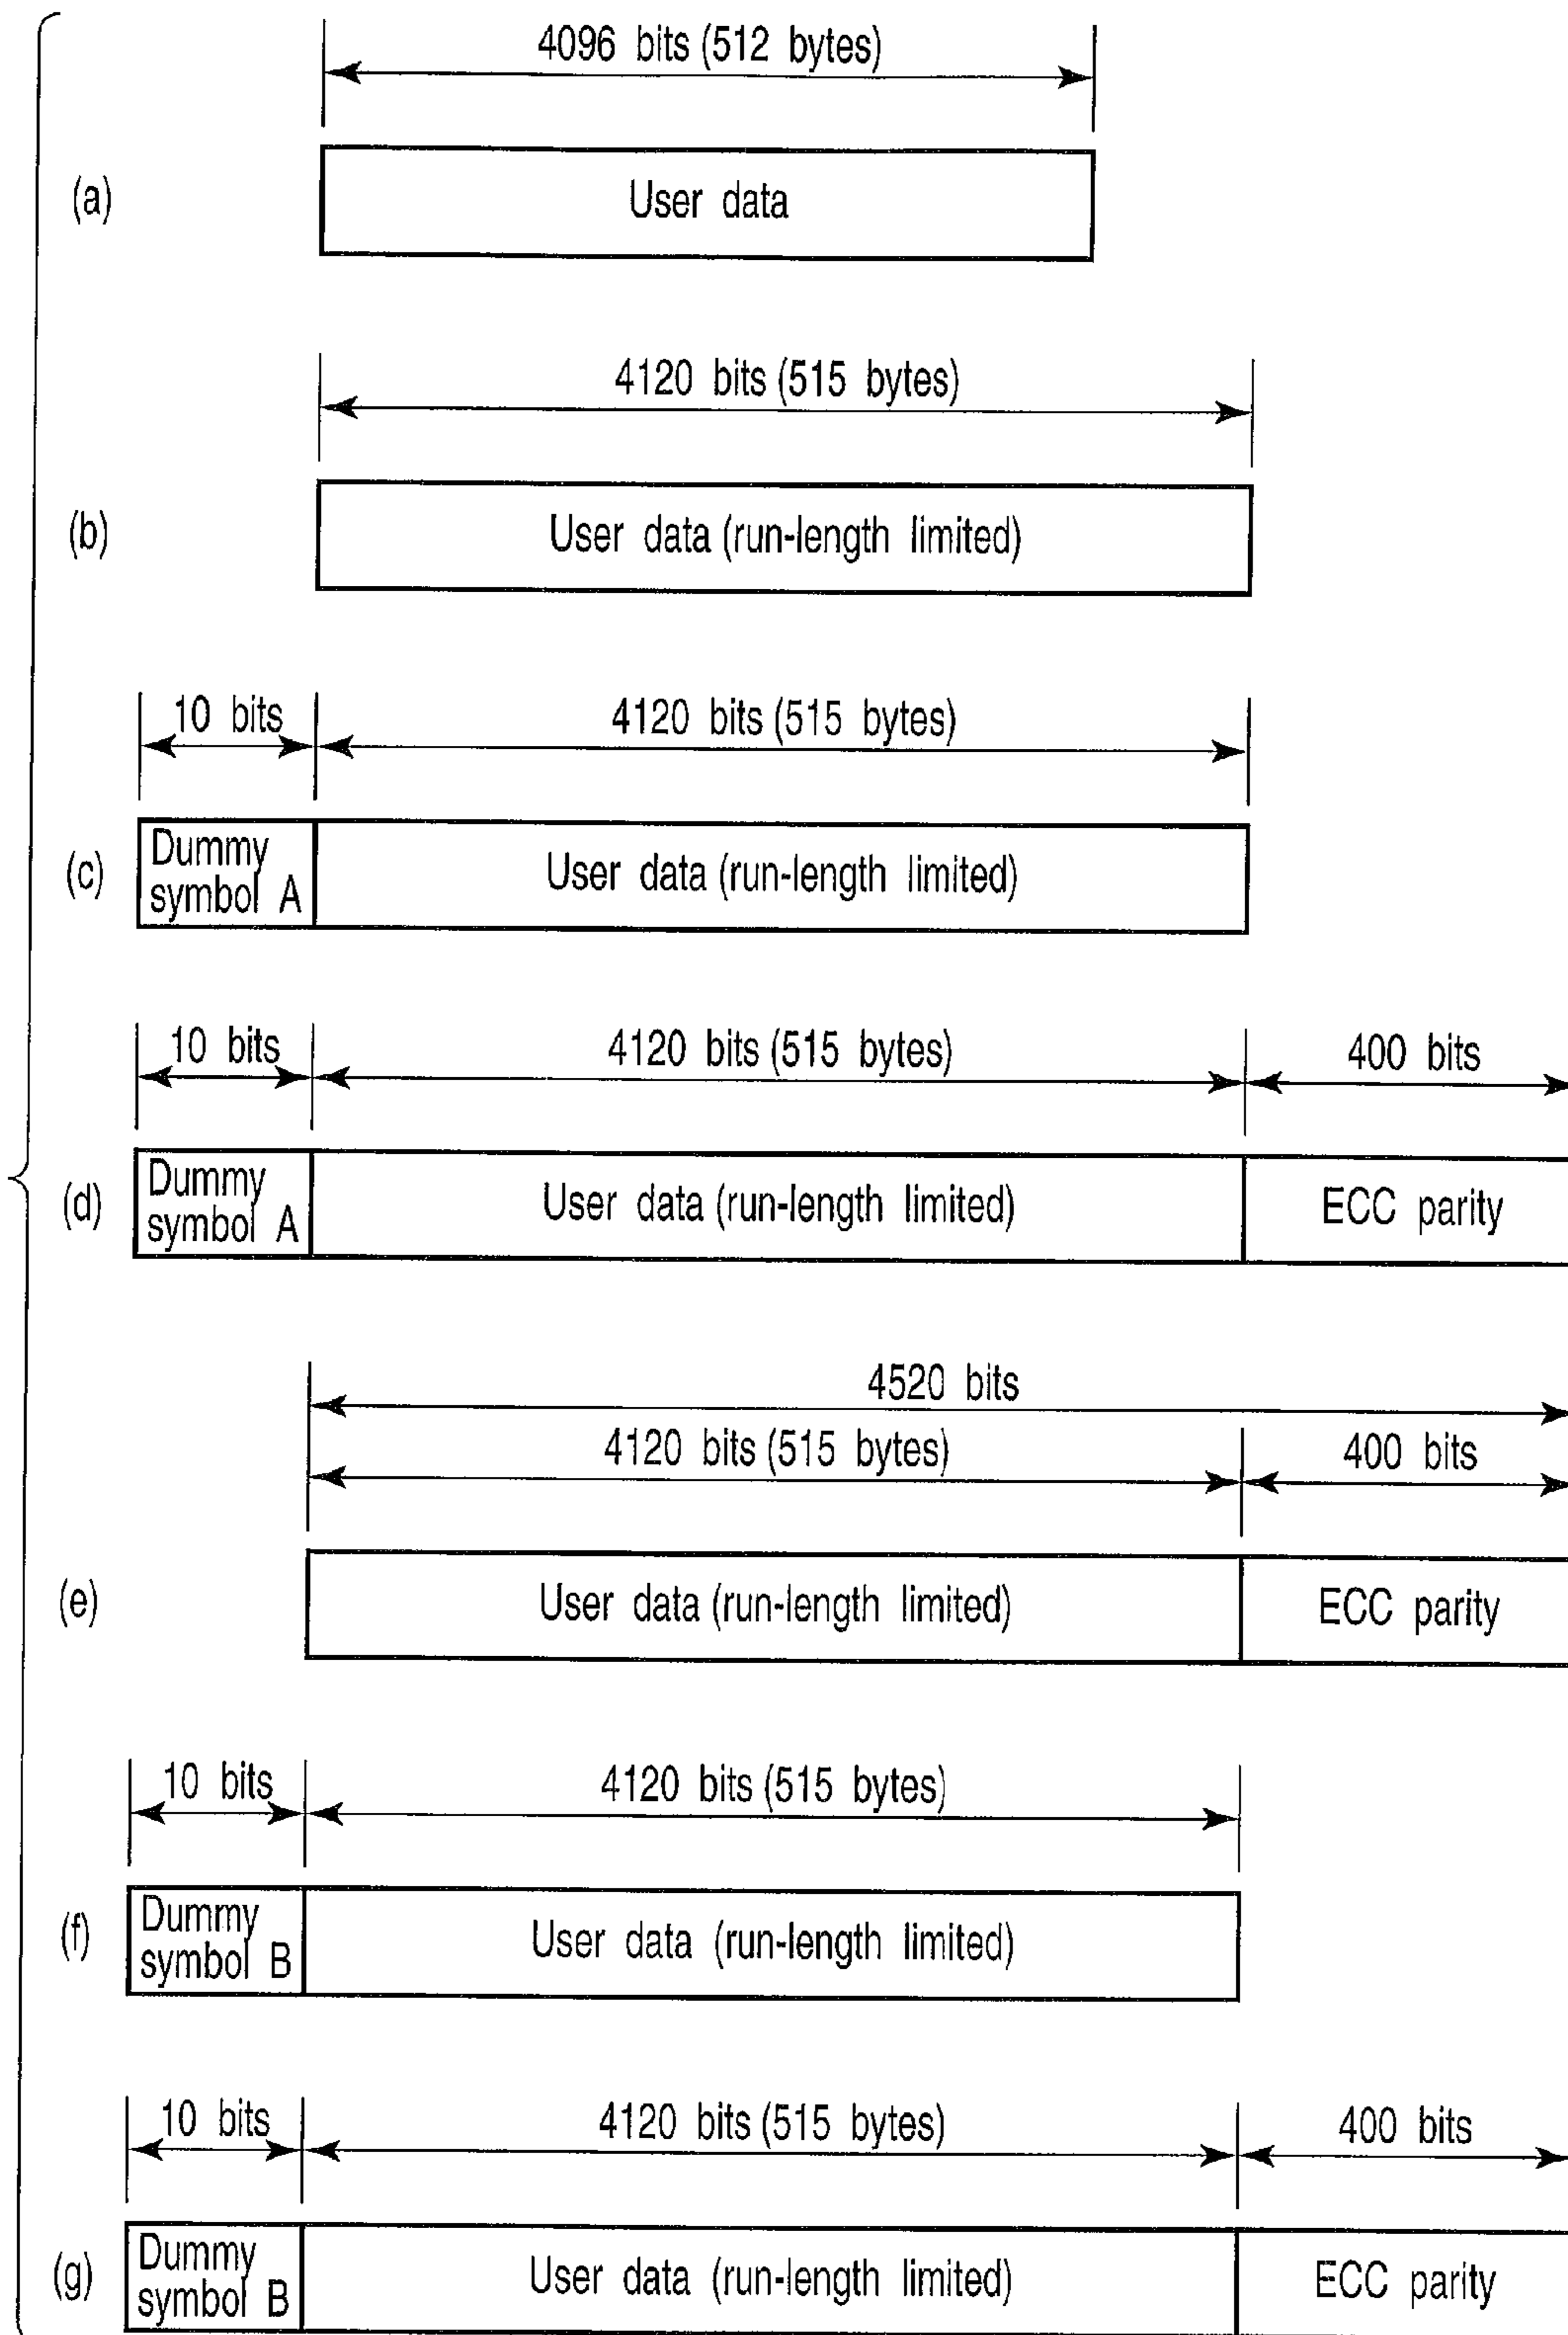 4096 bits (512 bytes)
(a)
User data
4120 bits (515 bytes)
(b)
User data (run-length limited)
10 bits
4120 bits (515 bytes)
(c)
Dummy
symbol A
User data (run-length limited)
10 bits
4120 bits (515 bytes)
400 bits
(d)
Dummy
symbol A
User data (run-length limited)
ECC parity
4520 bits
4120 bits (515 bytes)
400 bits
(e)
User data (run-length limited)
ECC parity
10 bits
4120 bits (515 bytes)
(f)
Dummy
symbol B
User data (run-length limited)
10 bits
4120 bits (515 bytes)
400 bits
(g)
Dummy
symbol B
User data (run-length limited)
ECC parity